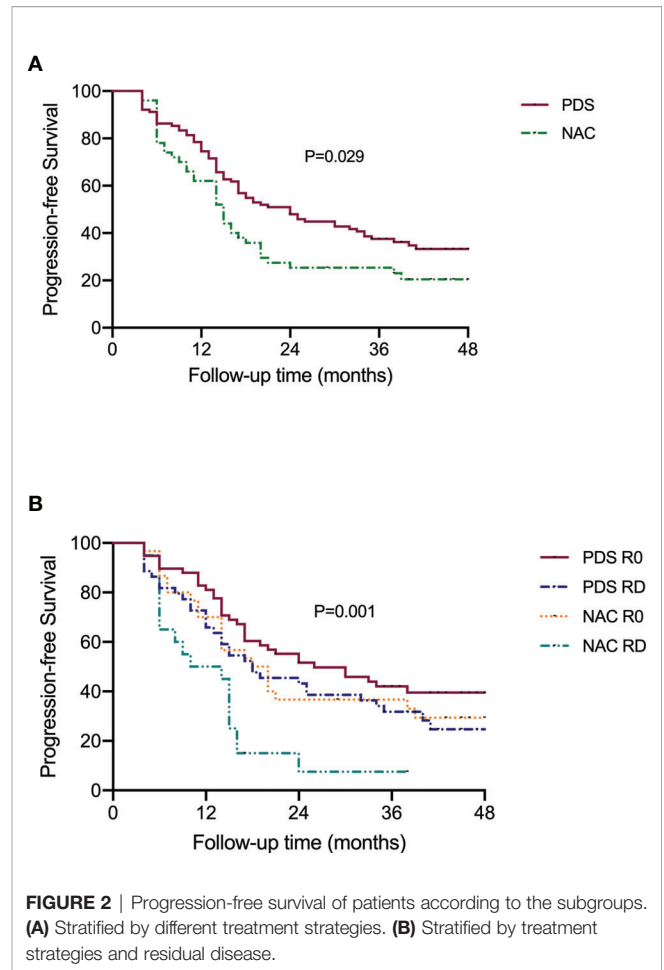 A
Progression-free Survival
100
80
60
40
20
0
0 12 24 36 48
Follow-up time (months)
P=0.029
PDS
NAC
B
Progression-free Survival
100
80
60
40
20
0
0 12 24 36 48
Follow-up time (months)
P=0.001
PDS R0
PDS RD
NAC R0
NAC RD
FIGURE 2 | Progression-free survival of patients according to the subgroups.
(A) Stratified by different treatment strategies. (B) Stratified by treatment
strategies and residual disease.